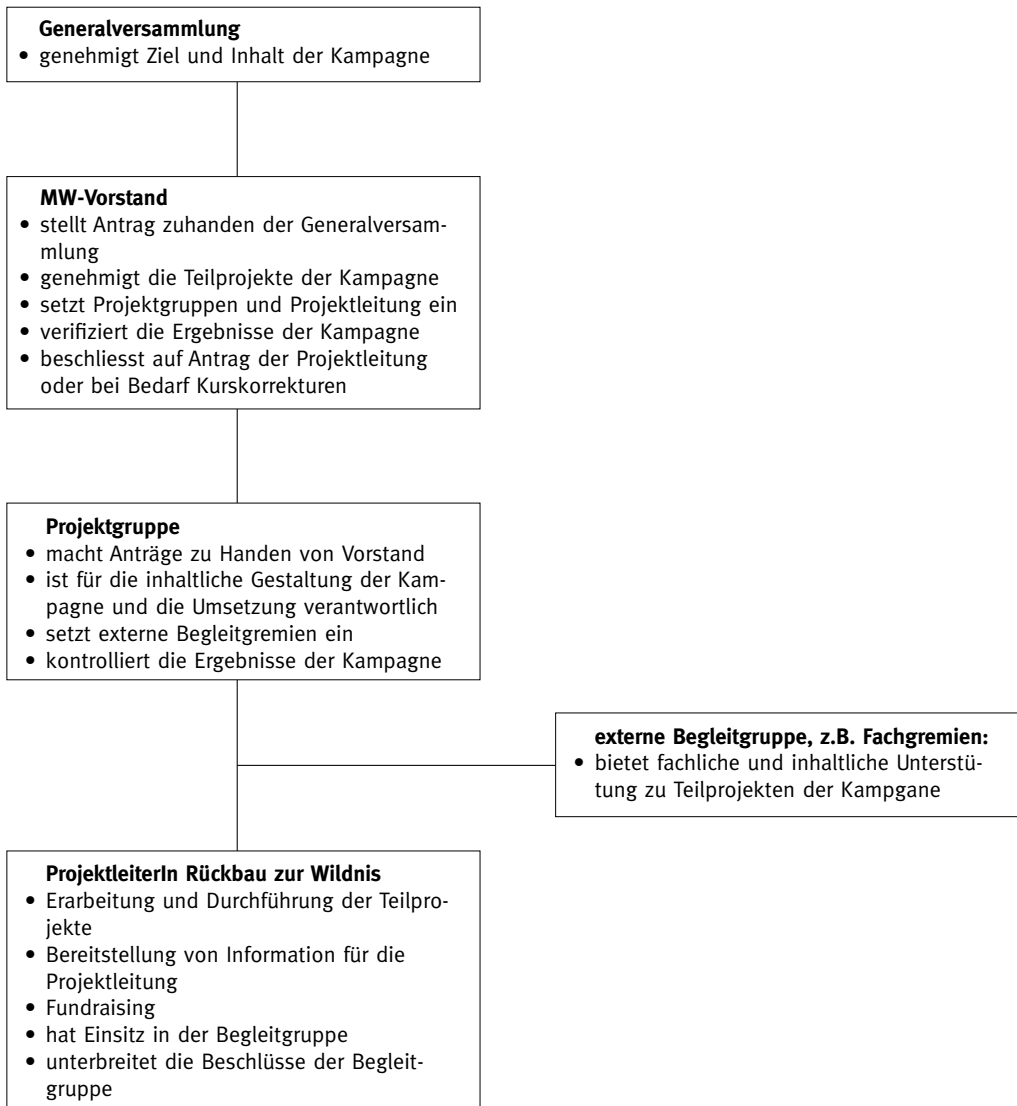 Generalversammlung
• genehmigt Ziel und Inhalt der Kampagne
MW-Vorstand
• stellt Antrag zuhanden der Generalversam-
mlung
• genehmigt die Teilprojekte der Kampagne
• setzt Projektgruppen und Projektleitung ein
• verifiziert die Ergebnisse der Kampagne
• beschliesst auf Antrag der Projektleitung
oder bei Bedarf Kurskorrekturen
Projektgruppe
• macht Anträge zu Handen von Vorstand
• ist für die inhaltliche Gestaltung der Kam-
pagne und die Umsetzung verantwortlich
• setzt externe Begleitgremien ein
• kontrolliert die Ergebnisse der Kampagne
externe Begleitgruppe, z.B. Fachgremien:
• bietet fachliche und inhaltliche Unterstü-
tung zu Teilprojekten der Kampgane
ProjektleiterIn Rückbau zur Wildnis
• Erarbeitung und Durchführung der Teilpro-
jekte
• Bereitstellung von Information für die
Projektleitung
• Fundraising
• hat Einsitz in der Begleitgruppe
• unterbreitet die Beschlüsse der Begleit-
gruppe